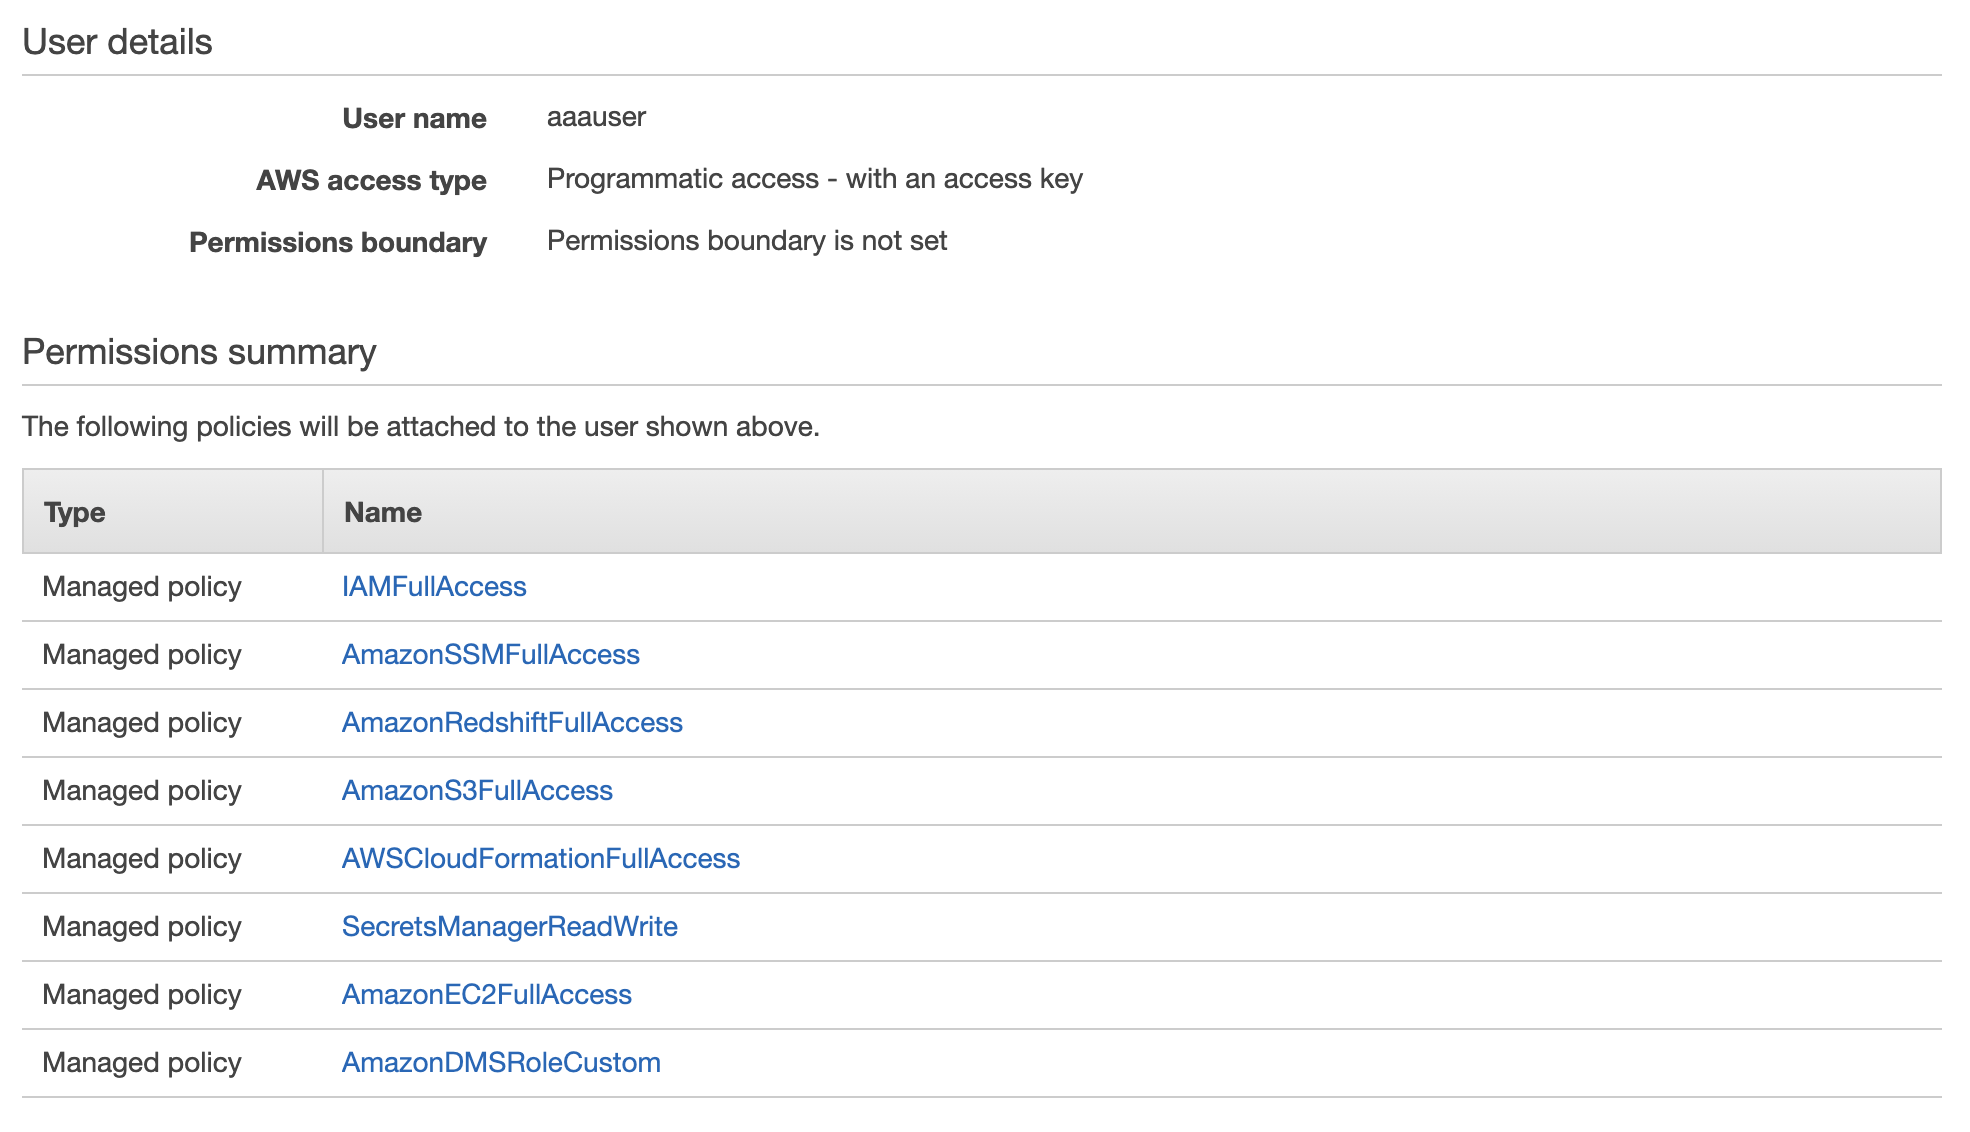 User details
User name aaauser
AWS access type Programmatic access - with an access key
Permissions boundary Permissions boundary is not set
Permissions summary
The following policies will be attached to the user shown above.
Type Name
Managed policy IAMFullAccess
Managed policy AmazonSSMFullAccess
Managed policy AmazonRedshiftFullAccess
Managed policy AmazonS3FullAccess
Managed policy AWSCloudFormationFullAccess
Managed policy SecretsManagerReadWrite
Managed policy AmazonEC2FullAccess
Managed policy AmazonDMSRoleCustom